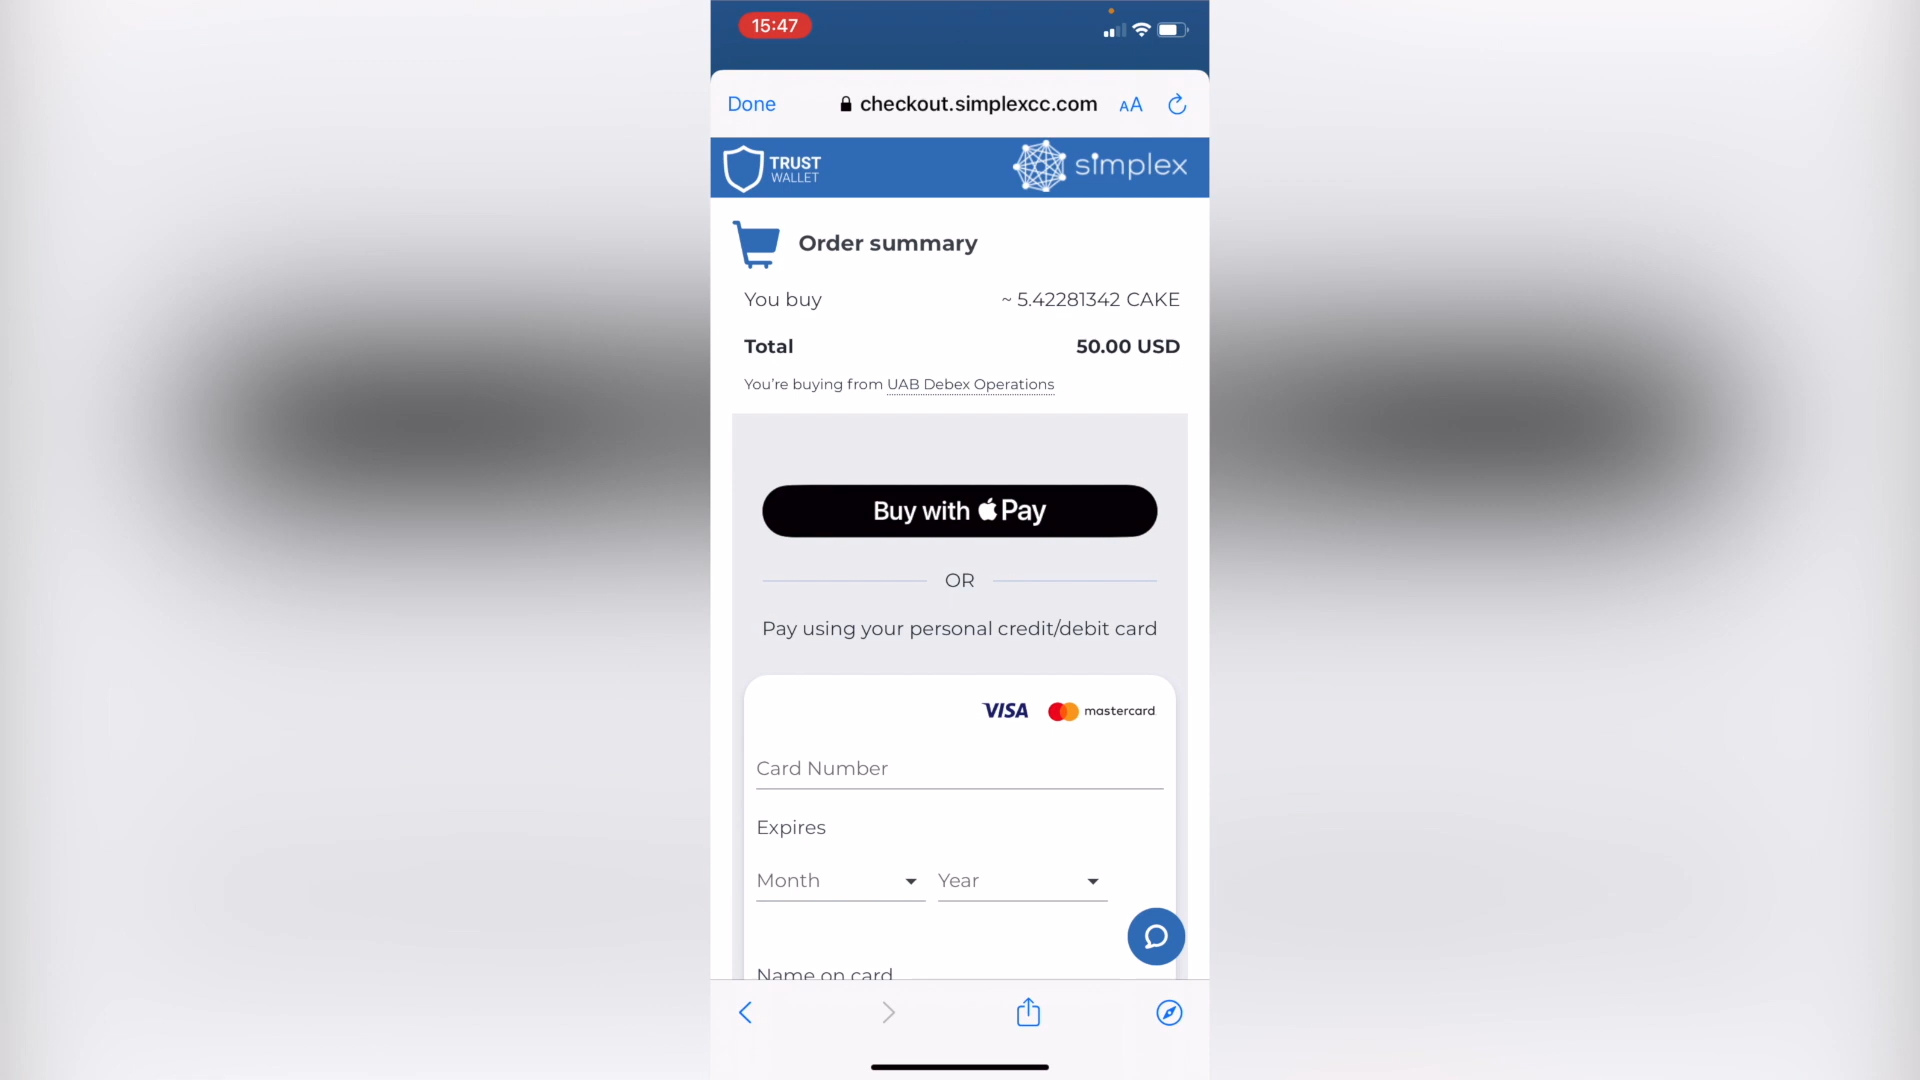 15:47
Done
checkout.simplexcc.com
AA
TRUST
WALLET
simplex
Order summary
You buy
~ 5.42281342 CAKE
Total
50.00 USD
You're buying from UAB Debex Operations
Buy with Pay
OR
Pay using your personal credit/debit card
VISA
mastercard
Card Number
Expires
Month
Year
Name on card